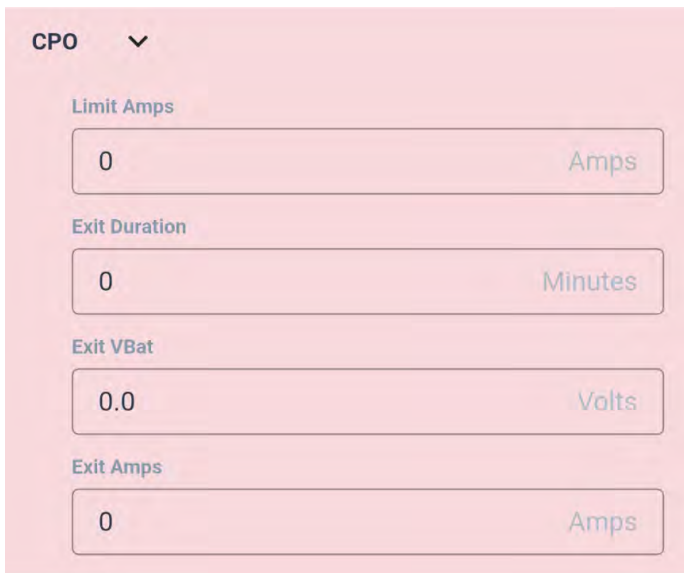 CPO
Limit Amps
0 Amps
Exit Duration
0 Minutes
Exit VBat
0.0 Volts
Exit Amps
0 Amps